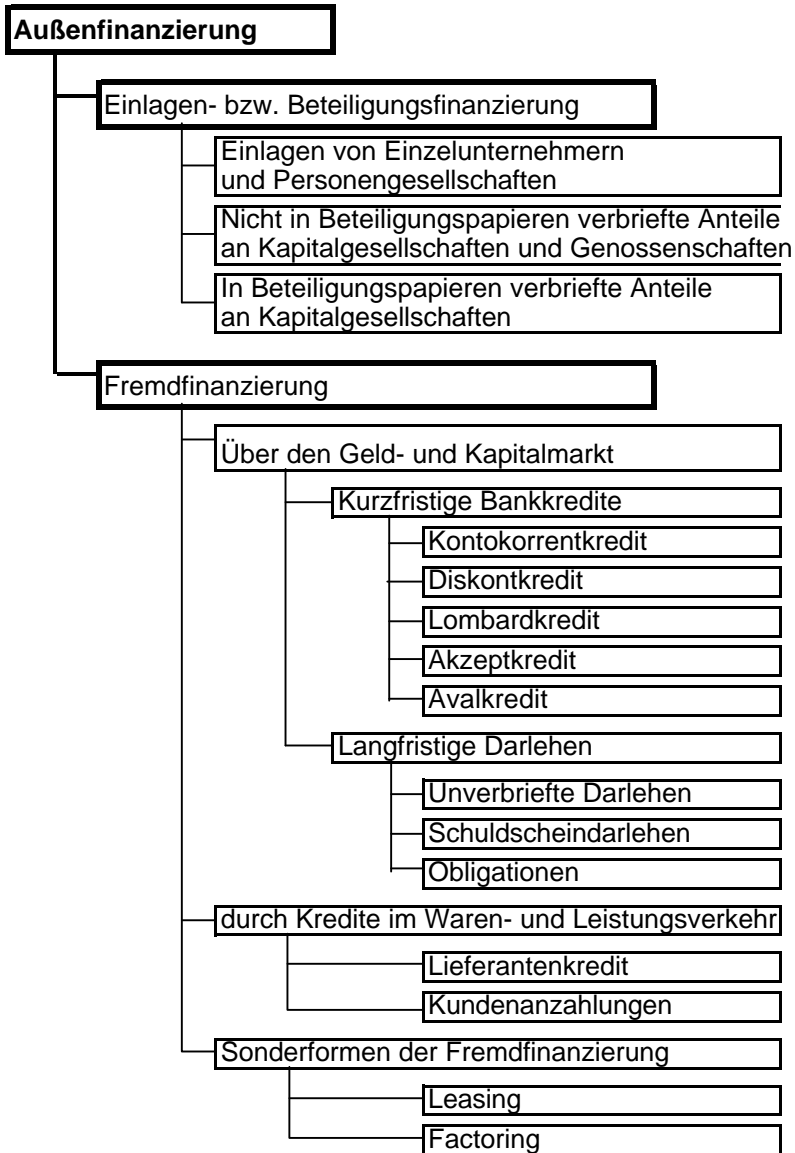 Außenfinanzierung
Einlagen- bzw. Beteiligungsfinanzierung
Einlagen von Einzelunternehmern
und Personengesellschaften
Nicht in Beteiligungspapieren verbriefte Anteile
an Kapitalgesellschaften und Genossenschaften
In Beteiligungspapieren verbriefte Anteile
an Kapitalgesellschaften
Fremdfinanzierung
Über den Geld- und Kapitalmarkt
Kurzfristige Bankkredite
Kontokorrentkredit
Diskontkredit
Lombardkredit
Akzeptkredit
Avalkredit
Langfristige Darlehen
Unverbriefte Darlehen
Schuldscheindarlehen
Obligationen
durch Kredite im Waren- und Leistungsverkehr
Lieferantenkredit
Kundenanzahlungen
Sonderformen der Fremdfinanzierung
Leasing
Factoring